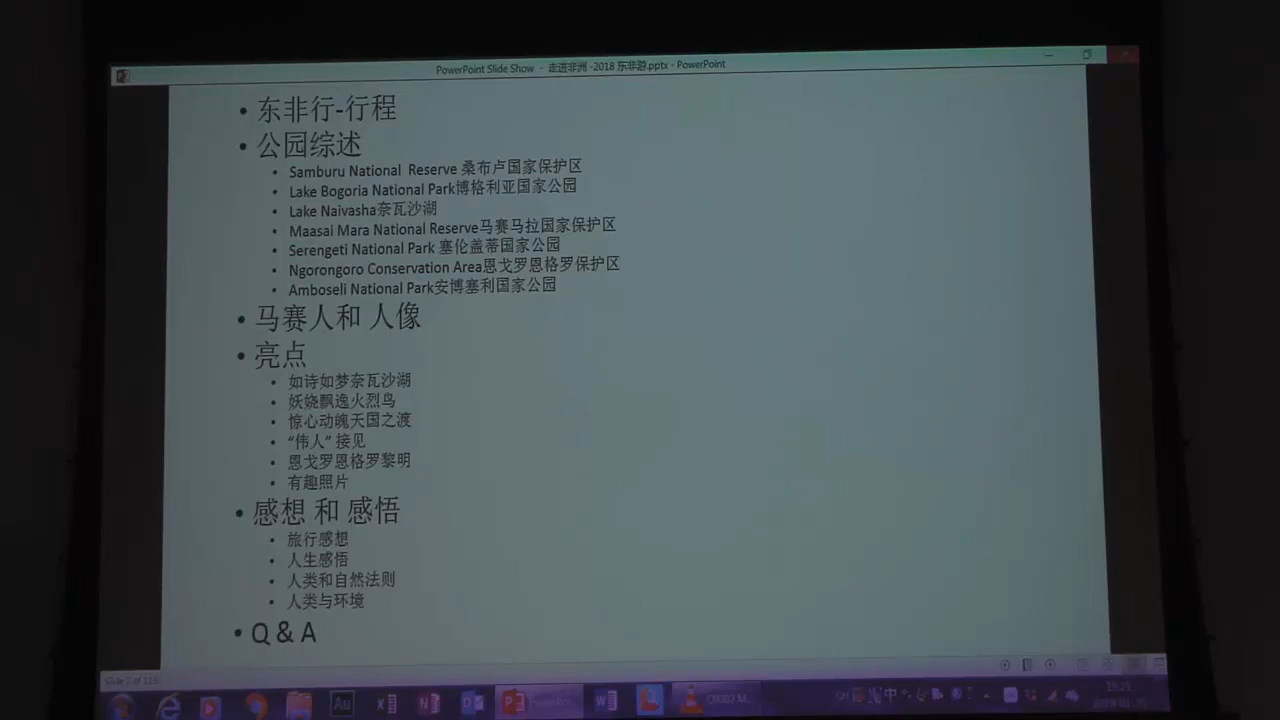 PowerPoint Slide Show - 走进非洲 -2018 东非游.pptx - PowerPoint
• 东非行-行程
• 公园综述
• Samburu National Reserve 桑布卢国家保护区
• Lake Bogoria National Park博格利亚国家公园
• Lake Naivasha奈瓦沙湖
• Maasai Mara National Reserve马赛马拉国家保护区
• Serengeti National Park 塞伦盖蒂国家公园
• Ngorongoro Conservation Area恩戈罗恩格罗保护区
• Amboseli National Park安博塞利国家公园
• 马赛人和 人像
• 亮点
• 如诗如梦奈瓦沙湖
• 妖娆飘逸火烈鸟
• 惊心动魄天国之渡
• “伟人” 接见
• 恩戈罗恩格罗黎明
• 有趣照片
• 感想 和 感悟
• 旅行感想
• 人生感悟
• 人类和自然法则
• 人类与环境
• Q & A
Slide 2 of 119
Au
CH
中
15:21